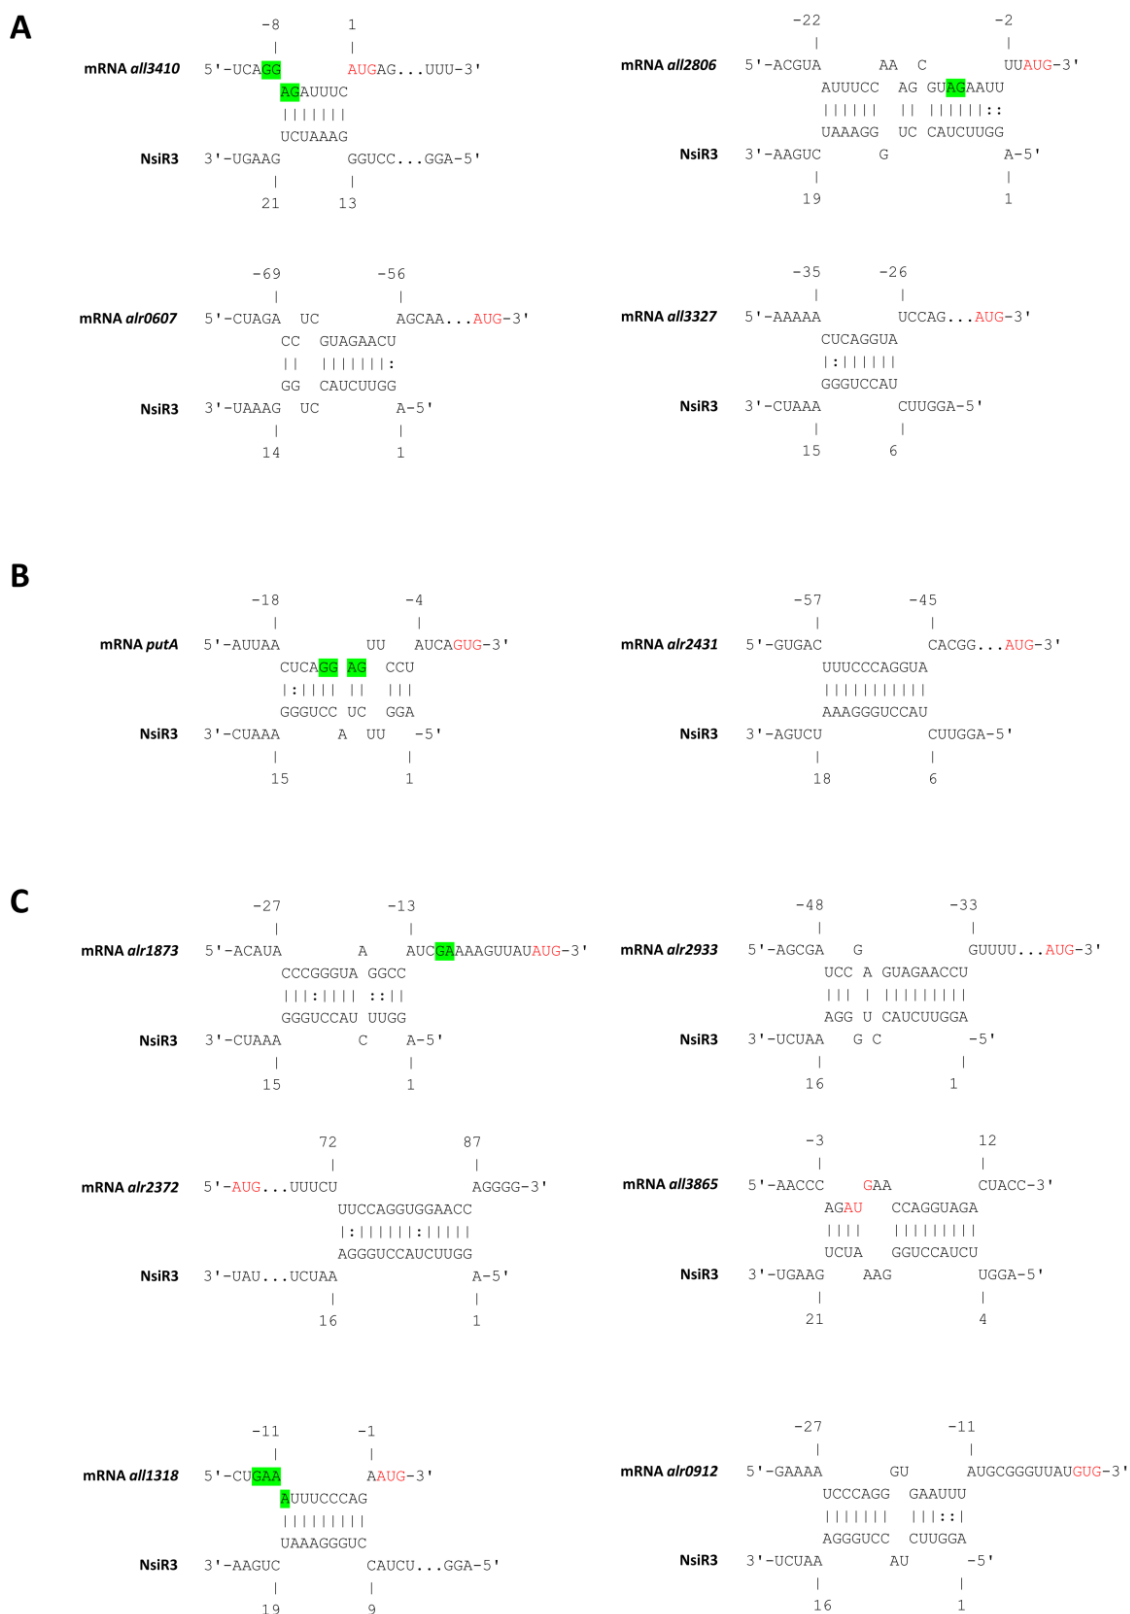 A
-8 1
| |
mRNA all3410 5'-UCAGG AUGAG...UUU-3'
AGAUUUC
|||||||
UCUAAAG
NsiR3 3'-UGAAG GGUCC...GGA-5'
| |
21 13
-22 -2
| |
mRNA all2806 5'-ACGUA AA C UUAUG-3'
AUUUCC AG GUAGAAUU
|||||| || ||||||::
UAAAGG UC CAUCUUGG
NsiR3 3'-AAGUC G A-5'
| |
19 1
-69 -56
| |
mRNA alr0607 5'-CUAGA UC AGCAA...AUG-3'
CC GUAGAACU
|| |||||||:
GG CAUCUUGG
NsiR3 3'-UAAAG UC A-5'
| |
14 1
-35 -26
| |
mRNA all3327 5'-AAAAA UCCAG...AUG-3'
CUCAGGUA
|:||||||
GGGUCCAU
NsiR3 3'-CUAAA CUUGGA-5'
| |
15 6
B
-18 -4
| |
mRNA putA 5'-AUUAA UU AUCAGUG-3'
CUCAGG AG CCU
|:|||| || |||
GGGUCC UC GGA
NsiR3 3'-CUAAA A UU -5'
| |
15 1
-57 -45
| |
mRNA alr2431 5'-GUGAC CACGG...AUG-3'
UUUCCCAGGUA
|||||||||||
AAAGGGUCCAU
NsiR3 3'-AGUCU CUUGGA-5'
| |
18 6
C
-27 -13
| |
mRNA alr1873 5'-ACAUA A AUCGAAAAGUUAUAUG-3'
CCCGGGUA GGCC
|||:|||| ::||
GGGUCCAU UUGG
NsiR3 3'-CUAAA C A-5'
| |
15 1
-48 -33
| |
mRNA alr2933 5'-AGCGA G GUUUU...AUG-3'
UCC A GUAGAACCU
||| | |||||||||
AGG U CAUCUUGGA
NsiR3 3'-UCUAA G C -5'
| |
16 1
72 87
| |
mRNA alr2372 5'-AUG...UUUCU AGGGG-3'
UUCCAGGUGGAACC
|:||||||:|||||
AGGGUCCAUCUUGG
NsiR3 3'-UAU...UCUAA A-5'
| |
16 1
-3 12
| |
mRNA all3865 5'-AACCC GAA CUACC-3'
AGAU CCAGGUAGA
|||| |||||||||
UCUA GGUCCAUCU
NsiR3 3'-UGAAG AAG UGGA-5'
| |
21 4
-11 -1
| |
mRNA all1318 5'-CUGAA AAUG-3'
AUUUCCCAG
|||||||||
UAAAGGGUC
NsiR3 3'-AAGUC CAUCU...GGA-5'
| |
19 9
-27 -11
| |
mRNA alr0912 5'-GAAAA GU AUGCGGGUUAUGUG-3'
UCCCAGG GAAUUU
||||||| |||::|
AGGGUCC CUUGGA
NsiR3 3'-UCUAA AU -5'
| |
16 1